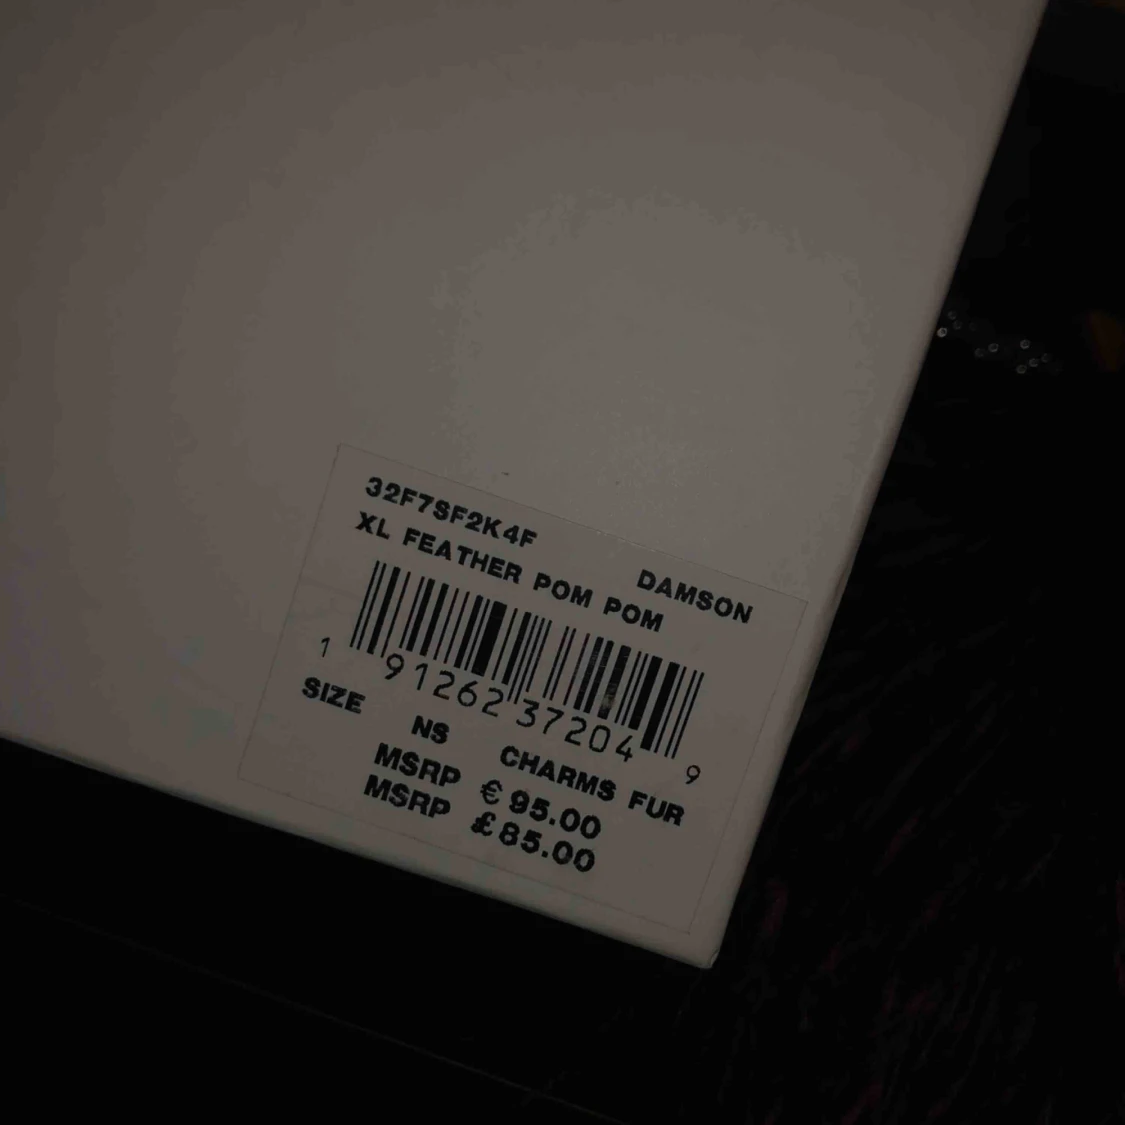 32F7SF2K4F
DAMSON
XL FEATHER POM POM
1 91262 37204 9
SIZE NS CHARMS FUR
MSRP € 95.00
MSRP £ 85.00